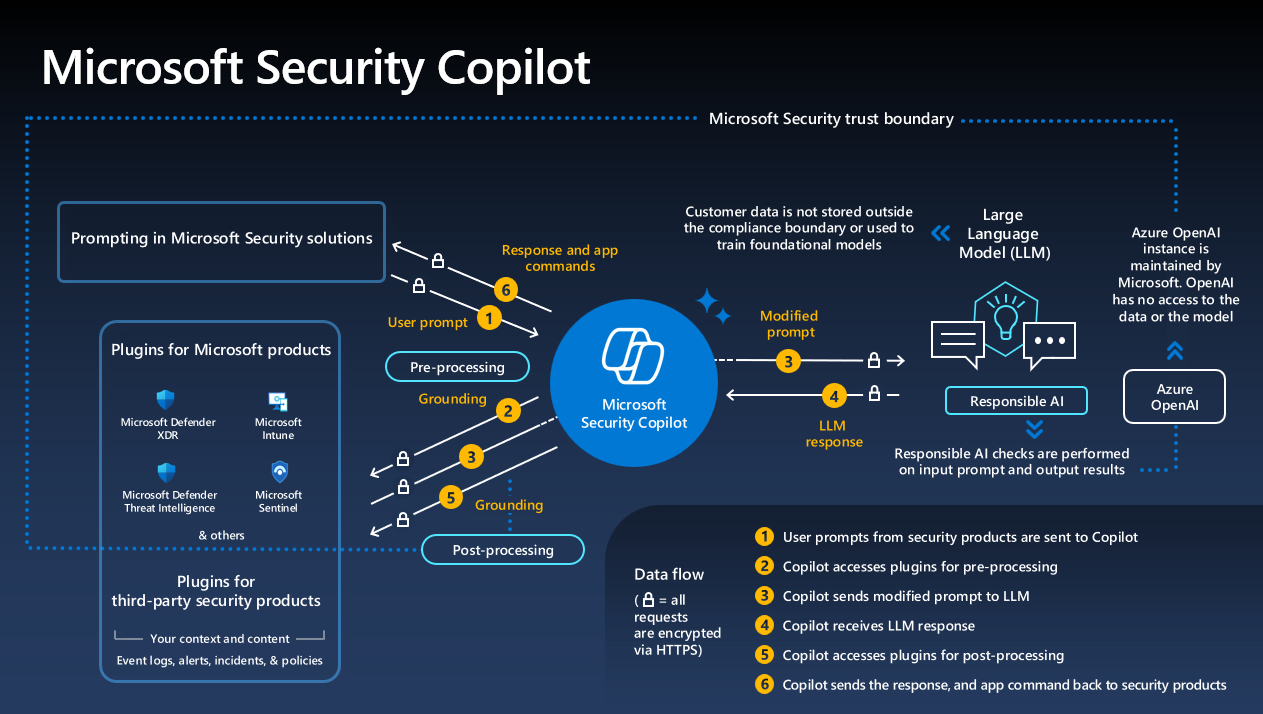 Microsoft Security Copilot
Microsoft Security trust boundary
Prompting in Microsoft Security solutions
Response and app
commands
6
1
User prompt
Customer data is not stored outside
the compliance boundary or used to
train foundational models
Large
Language
Model (LLM)
Azure OpenAI
instance is
maintained by
Microsoft. OpenAI
has no access to the
data or the model
Plugins for Microsoft products
Microsoft Defender
XDR
Microsoft
Intune
Microsoft Defender
Threat Intelligence
Microsoft
Sentinel
& others
Plugins for
third-party security products
Your context and content
Event logs, alerts, incidents, & policies
Pre-processing
Grounding
2
3
5
Grounding
Post-processing
Microsoft
Security Copilot
Modified
prompt
3
4
LLM
response
Responsible AI
Responsible AI checks are performed
on input prompt and output results
Azure
OpenAI
Data flow
( = all
requests
are encrypted
via HTTPS)
1 User prompts from security products are sent to Copilot
2 Copilot accesses plugins for pre-processing
3 Copilot sends modified prompt to LLM
4 Copilot receives LLM response
5 Copilot accesses plugins for post-processing
6 Copilot sends the response, and app command back to security products